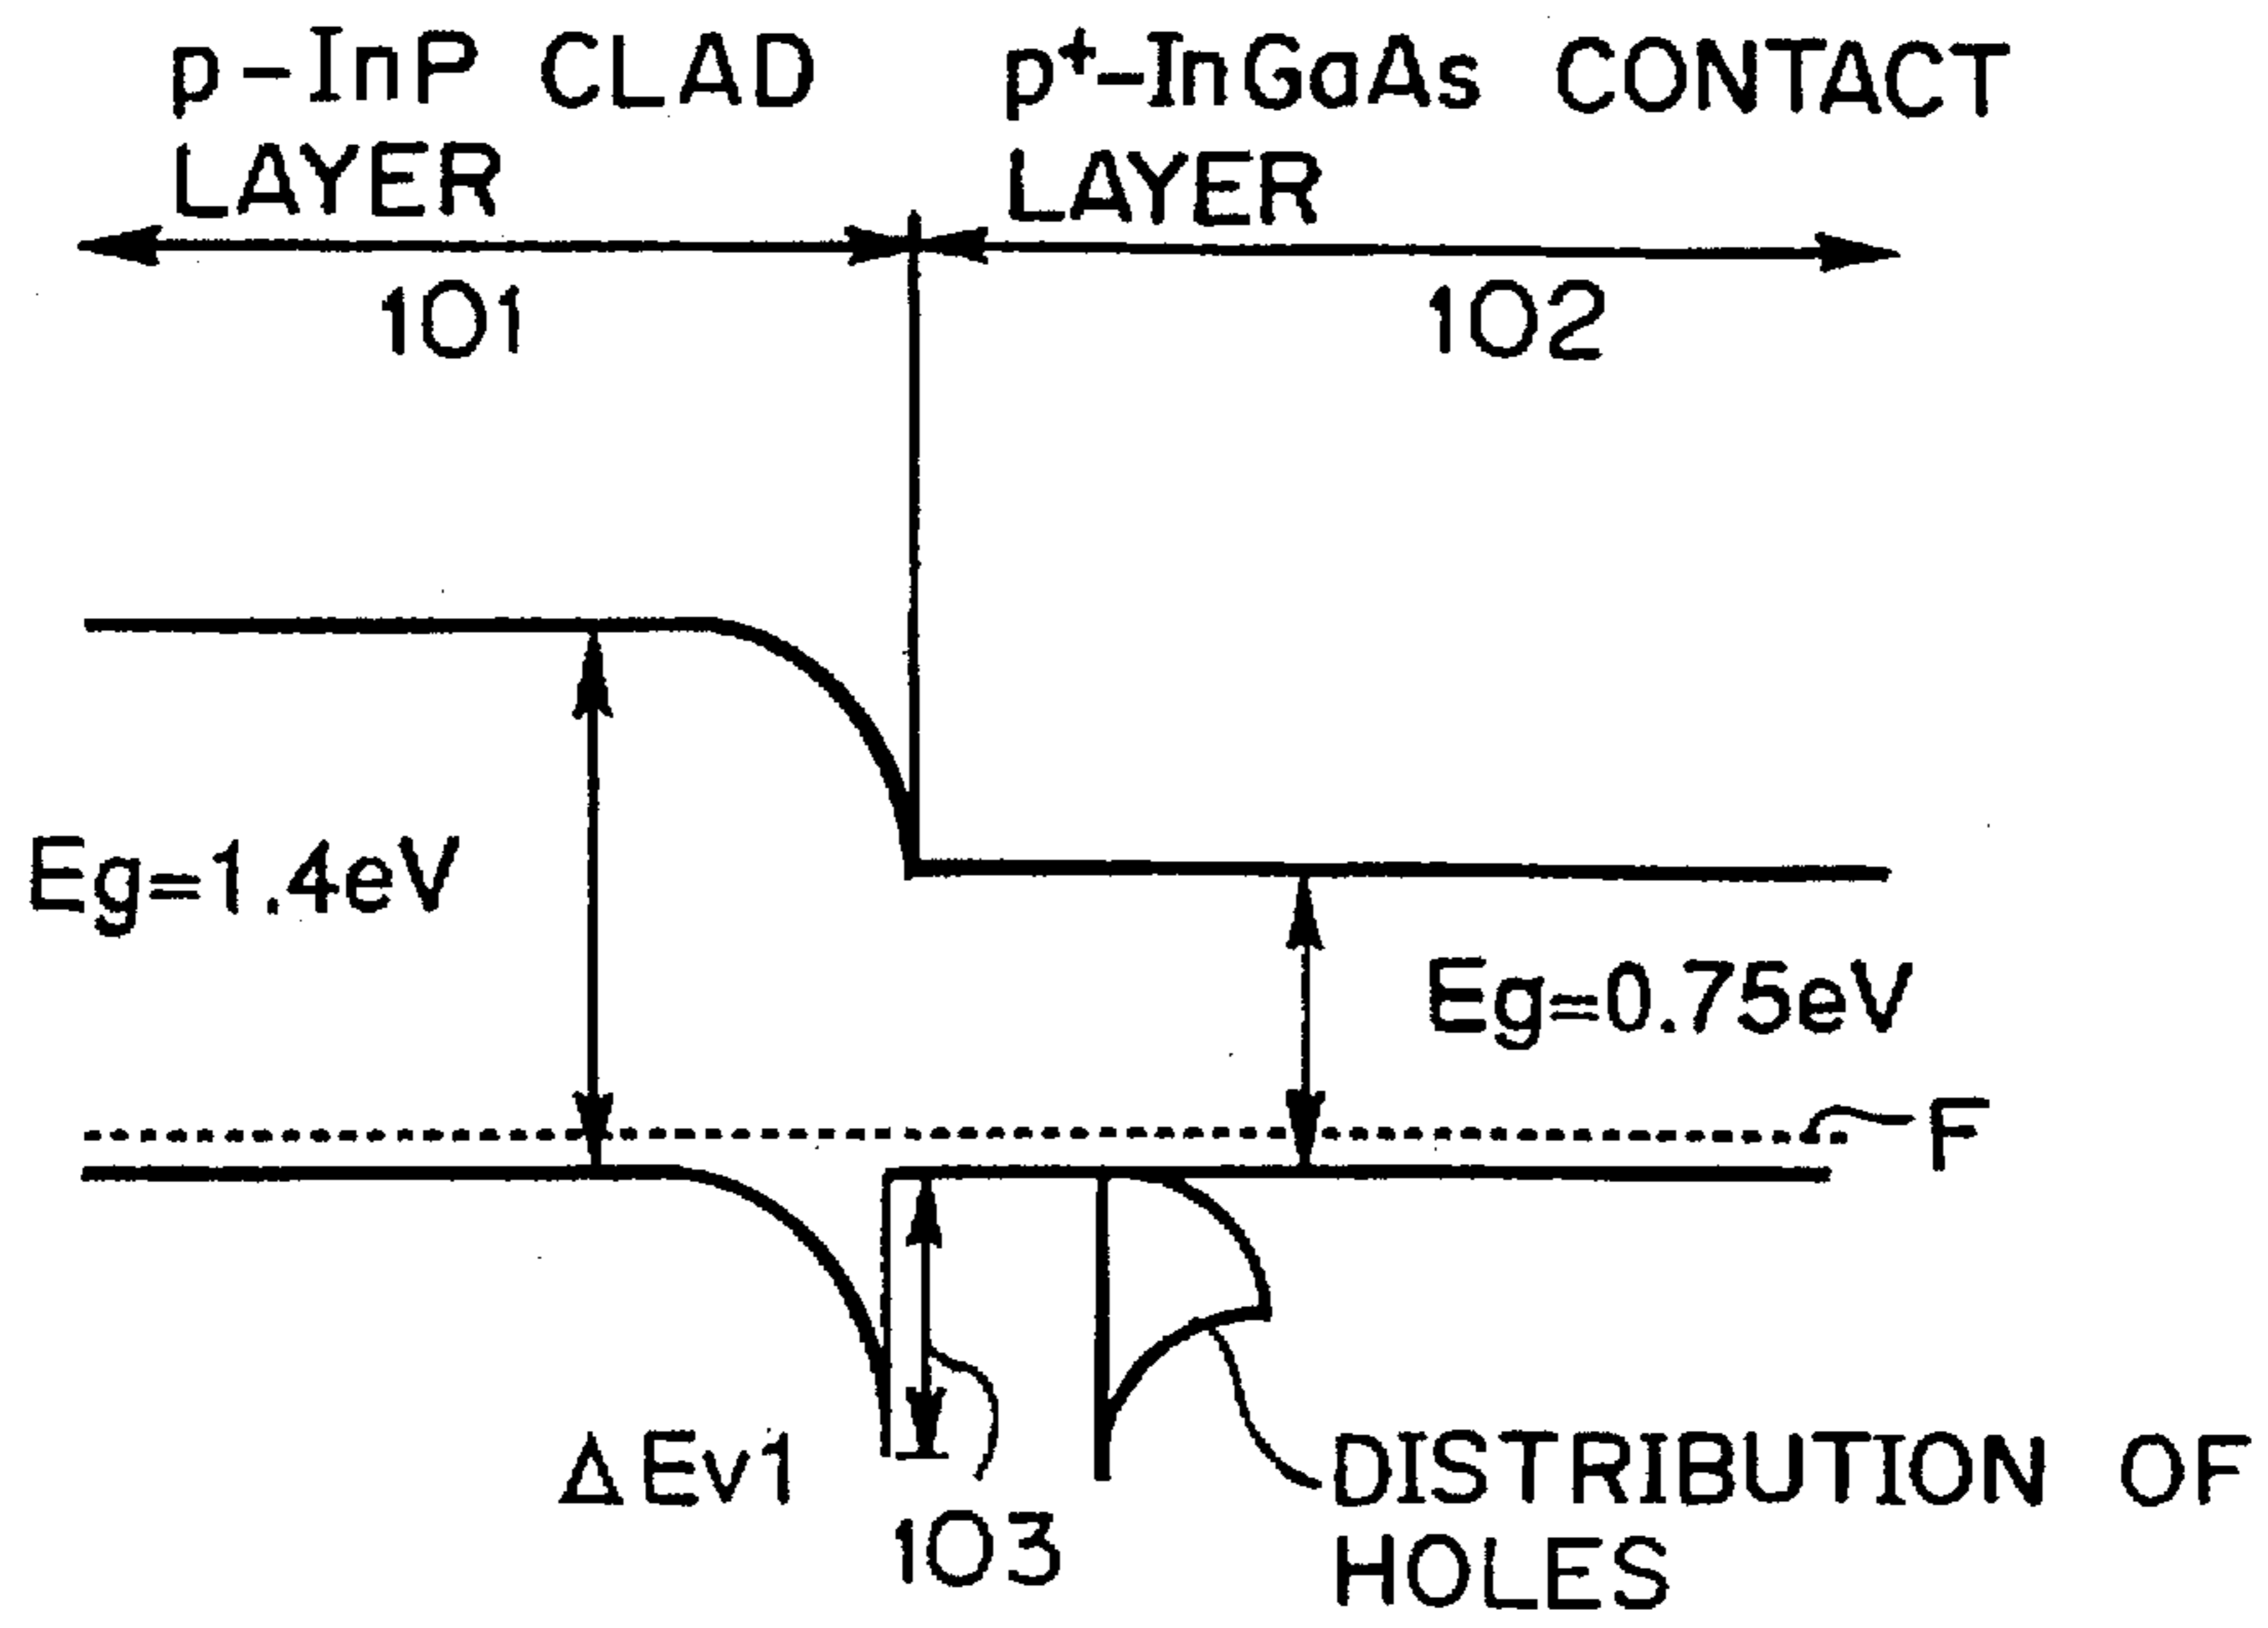 p-InP CLAD
LAYER
p⁺-InGaAs CONTACT
LAYER
101
102
Eg=1.4eV
Eg=0.75eV
F
ΔEv1
103
DISTRIBUTION OF
HOLES